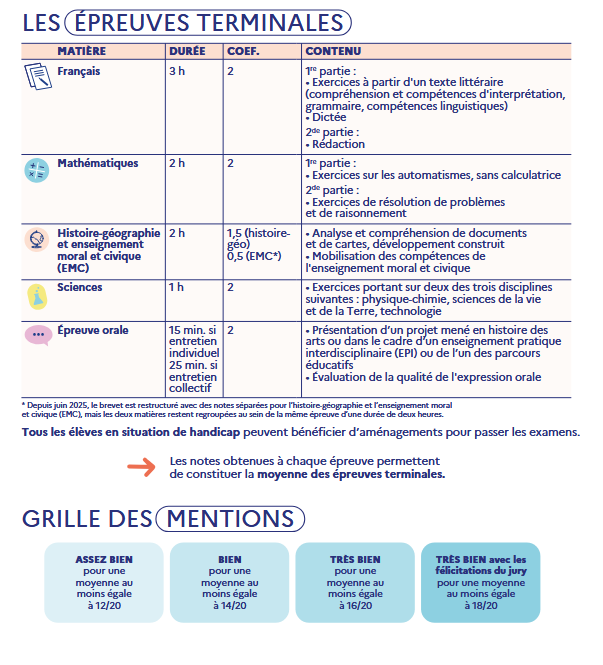 LES ÉPREUVES TERMINALES
MATIÈRE DURÉE COEF. CONTENU
Français 3 h 2 1re partie :
• Exercices à partir d'un texte littéraire
(compréhension et compétences d'interprétation,
grammaire, compétences linguistiques)
• Dictée
2de partie :
• Rédaction
Mathématiques 2 h 2 1re partie :
• Exercices sur les automatismes, sans calculatrice
2de partie :
• Exercices de résolution de problèmes
et de raisonnement
Histoire-géographie 2 h 1,5 (histoire- • Analyse et compréhension de documents
et enseignement géo) et de cartes, développement construit
moral et civique 0,5 (EMC*) • Mobilisation des compétences de
(EMC) l'enseignement moral et civique
Sciences 1 h 2 • Exercices portant sur deux des trois disciplines
suivantes : physique-chimie, sciences de la vie
et de la Terre, technologie
Épreuve orale 15 min. si 2 • Présentation d'un projet mené en histoire des
entretien arts ou dans le cadre d'un enseignement pratique
individuel interdisciplinaire (EPI) ou de l'un des parcours
25 min. si éducatif
entretien • Évaluation de la qualité de l'expression orale
collectif
* Depuis juin 2025, le brevet est restructuré avec des notes séparées pour l'histoire-géographie et l'enseignement moral
et civique (EMC), mais les deux matières restent regroupées au sein de la même épreuve d'une durée de deux heures.
Tous les élèves en situation de handicap peuvent bénéficier d'aménagements pour passer les examens.
Les notes obtenues à chaque épreuve permettent
de constituer la moyenne des épreuves terminales.
GRILLE DES MENTIONS
ASSEZ BIEN
pour une
moyenne au
moins égale
à 12/20
BIEN
pour une
moyenne au
moins égale
à 14/20
TRÈS BIEN
pour une
moyenne au
moins égale
à 16/20
TRÈS BIEN avec les
félicitations du jury
pour une moyenne
au moins égale
à 18/20